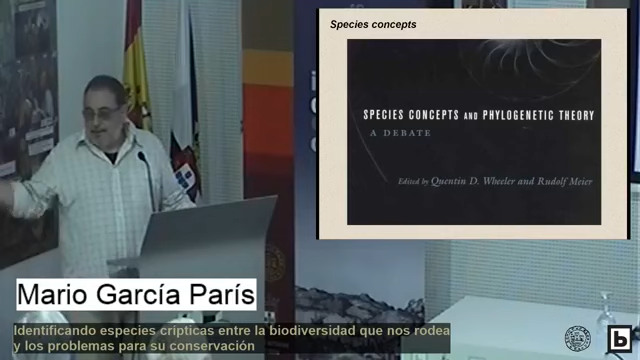 Species concepts
SPECIES CONCEPTS AND PHYLOGENETIC THEORY
A DEBATE
Edited by Quentin D. Wheeler and Rudolf Meier
Mario García París
Identificando especies crípticas entre la biodiversidad que nos rodea
y los problemas para su conservación
b